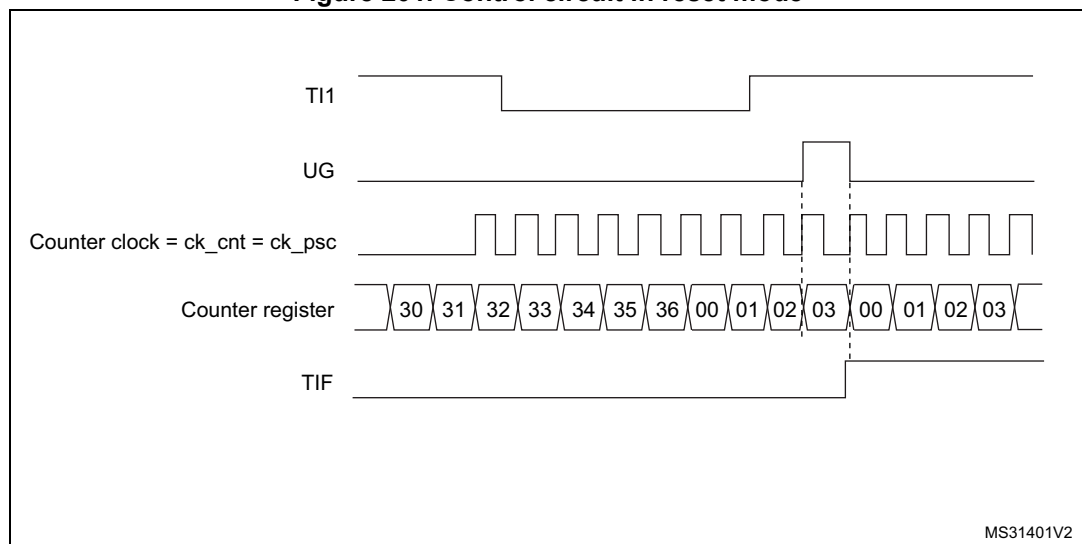 TI1
UG
Counter clock = ck_cnt = ck_psc
Counter register 30 31 32 33 34 35 36 00 01 02 03 00 01 02 03
TIF
MS31401V2